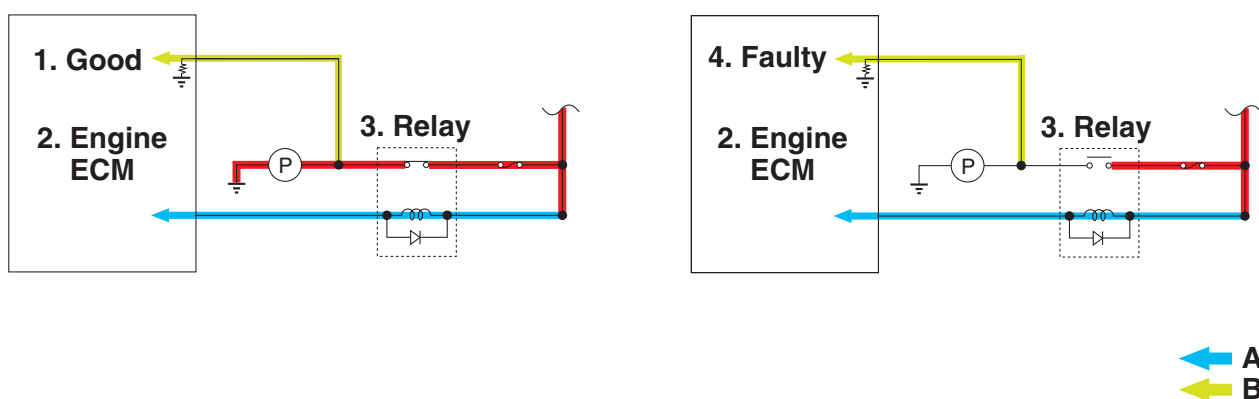 1. Good
2. Engine
ECM
3. Relay
P
4. Faulty
2. Engine
ECM
3. Relay
P
A
B